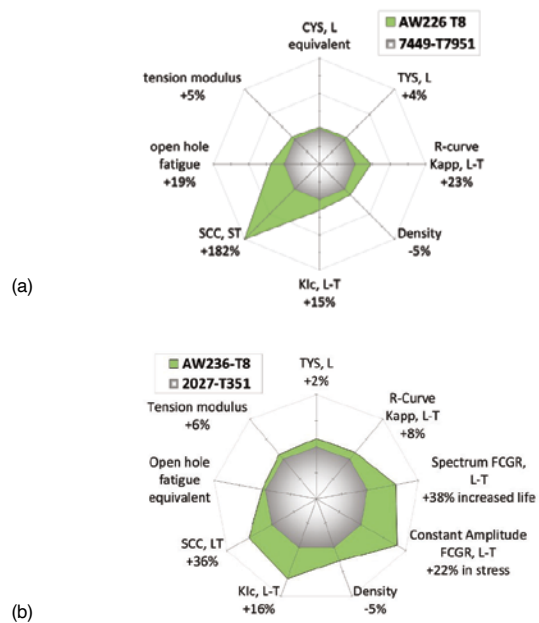 (a)
CYS, L
equivalent
AW226 T8
7449-T7951
tension modulus
+5%
TYS, L
+4%
open hole
fatigue
+19%
R-curve
Kapp, L-T
+23%
SCC, ST
+182%
Density
-5%
KIc, L-T
+15%
(b)
AW236-T8
2027-T351
TYS, L
+2%
Tension modulus
+6%
R-Curve
Kapp, L-T
+8%
Open hole
fatigue
equivalent
Spectrum FCGR,
L-T
+38% increased life
SCC, LT
+36%
Constant Amplitude
FCGR, L-T
+22% in stress
KIc, L-T
+16%
Density
-5%